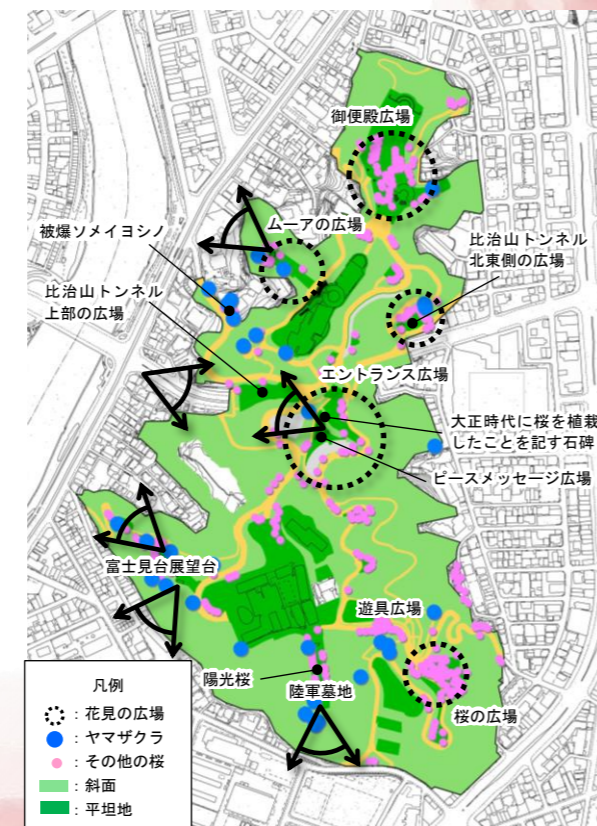 御便殿広場
ムーアの広場
被爆ソメイヨシノ
比治山トンネル
北東側の広場
比治山トンネル
上部の広場
エントランス広場
大正時代に桜を植栽
したことを記す石碑
ピースメッセージ広場
富士見台展望台
遊具広場
陽光桜
陸軍墓地
桜の広場
凡例
：花見の広場
：ヤマザクラ
：その他の桜
：斜面
：平坦地